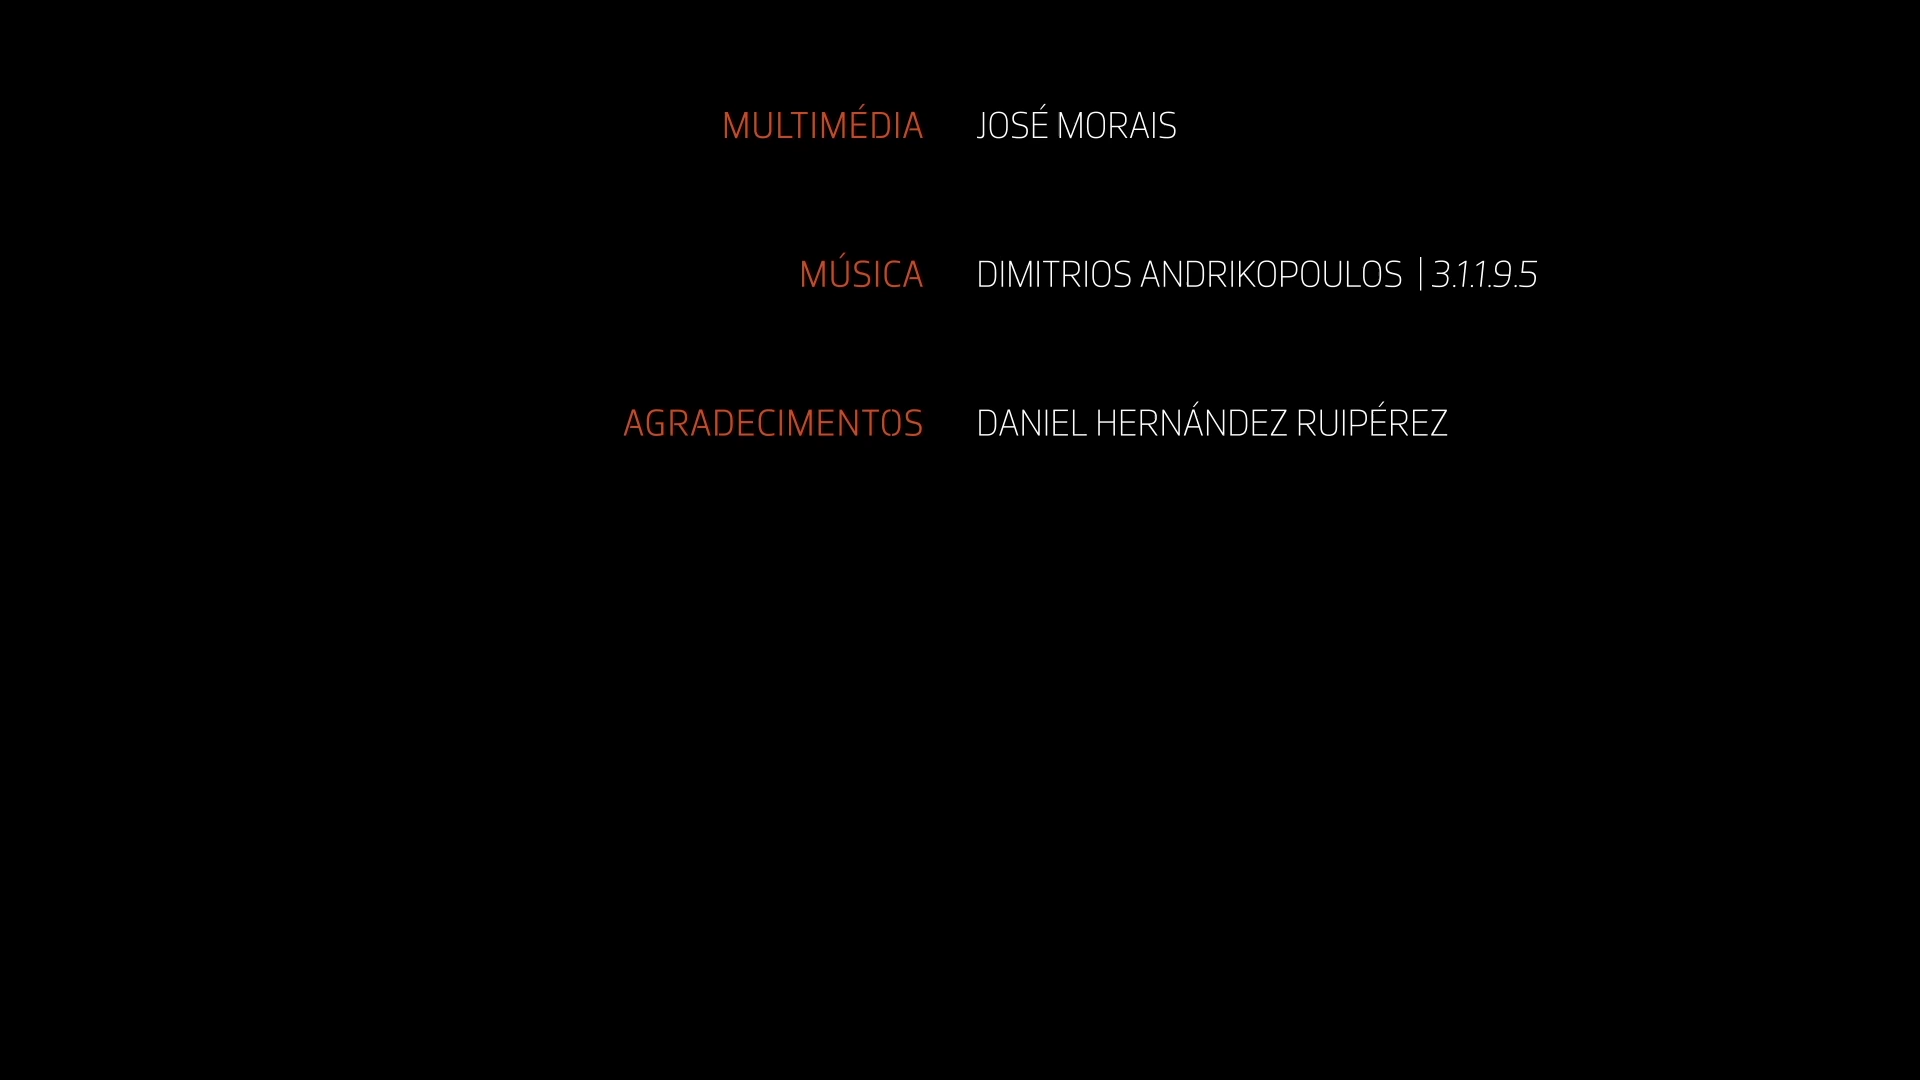 MULTIMÉDIA JOSÉ MORAIS
MÚSICA DIMITRIOS ANDRIKOPOULOS | 3.1.1.9.5
AGRADECIMENTOS DANIEL HERNÁNDEZ RUIPÉREZ